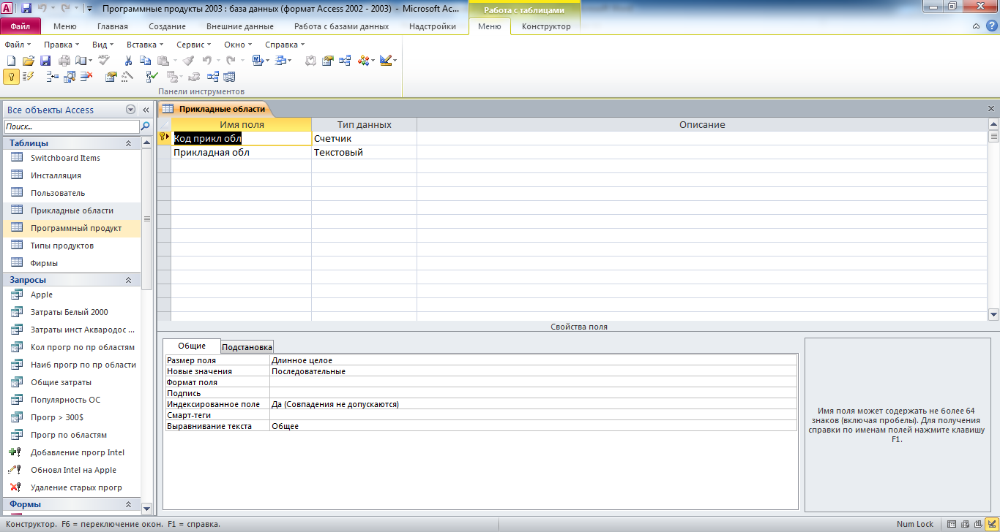 Программные продукты 2003 : база данных (формат Access 2002 - 2003) - Microsoft Ac...
Работа с таблицами
Файл Меню Главная Создание Внешние данные Работа с базами данных Надстройки Меню Конструктор
Файл Правка Вид Вставка Сервис Окно Справка
Панели инструментов
Все объекты Access
Поиск...
Таблицы
Switchboard Items
Инсталляция
Пользователь
Прикладные области
Программный продукт
Типы продуктов
Фирмы
Запросы
Apple
Затраты Белый 2000
Затраты инст Аквародос ...
Кол прогр по пр областям
Наиб прогр по пр области
Общие затраты
Популярность ОС
Прогр > 300$
Прогр по областям
Добавление прогр Intel
Обновл Intel на Apple
Удаление старых прогр
Формы
Прикладные области
Имя поля Тип данных Описание
Код прикл обл Счетчик
Прикладная обл Текстовый
Свойства поля
Общие Подстановка
Размер поля Длинное целое
Новые значения Последовательные
Формат поля
Подпись
Индексированное поле Да (Совпадения не допускаются)
Смарт-теги
Выравнивание текста Общее
Имя поля может содержать не более 64
знаков (включая пробелы). Для получения
справки по именам полей нажмите клавишу
F1.
Конструктор. F6 = переключение окон. F1 = справка.
Num Lock